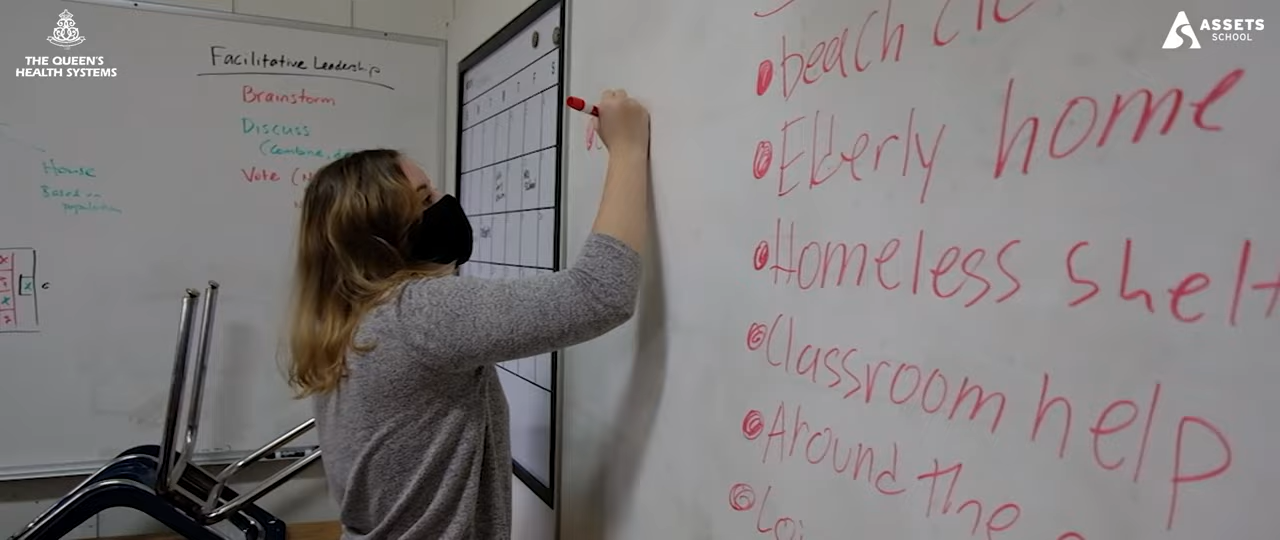 THE QUEEN'S
HEALTH SYSTEMS
ASSETS
SCHOOL
Facilitative Leadership
Brainstorm
Discuss
(combine,
Vote
House
Based on
population
T
F
S
beach
Elderly home
Homeless shelt
Classroom help
Around the